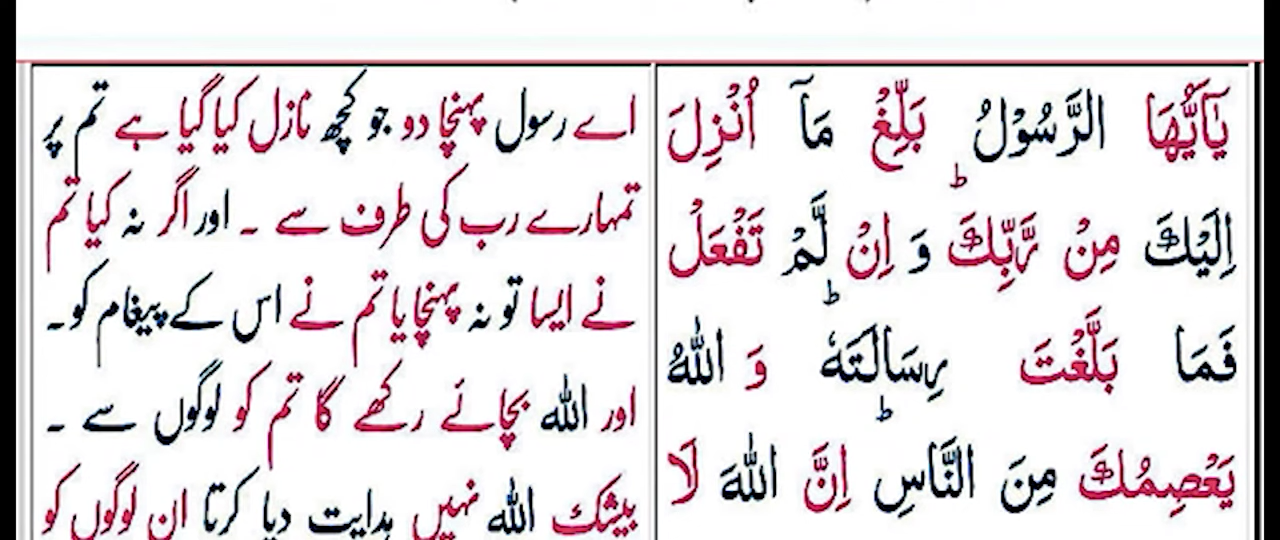 يٰۤاَيُّهَا الرَّسُوْلُ بَلِّغْ مَاۤ اُنْزِلَ
اِلَيْكَ مِنْ رَّبِّكَ ؕ وَ اِنْ لَّمْ تَفْعَلْ
فَمَا بَلَّغْتَ رِسَالَتَهٗ ؕ وَ اللّٰهُ
يَعْصِمُكَ مِنَ النَّاسِ ؕ اِنَّ اللّٰهَ لَا
اے رسول پہنچا دو جو کچھ نازل کیا گیا ہے تم پر
تمہارے رب کی طرف سے ۔ اور اگر نہ کیا تم
نے ایسا تو نہ پہنچایا تم نے اس کے پیغام کو۔
اور اللہ بچائے رکھے گا تم کو لوگوں سے ۔
بیشک اللہ نہیں ہدایت دیا کرتا ان لوگوں کو